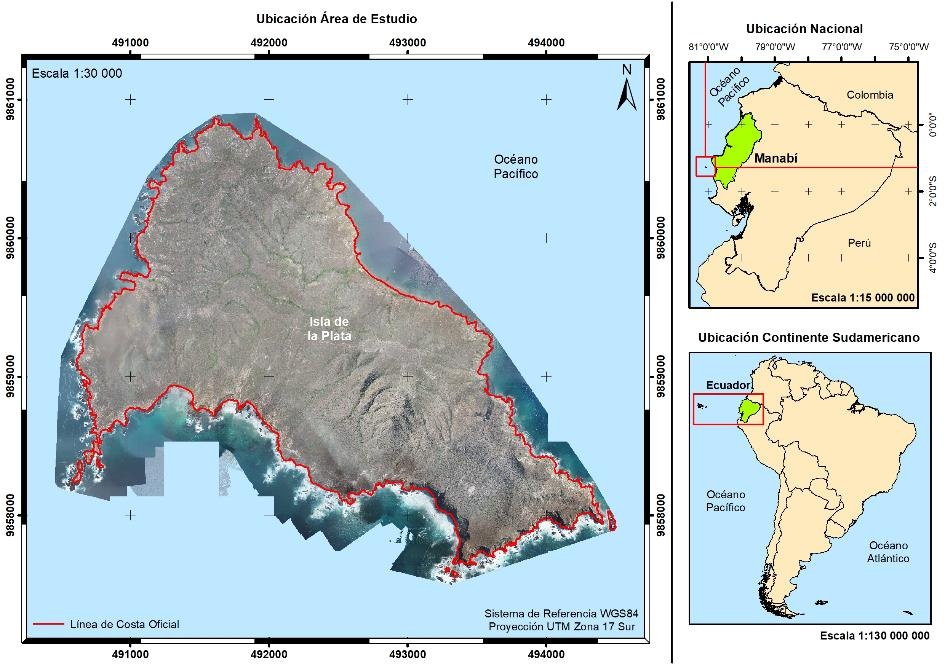 Ubicación Área de Estudio
491000
492000
493000
494000
Escala 1:30 000
N
9861000
9861000
Océano
Pacífico
9860000
9860000
Isla de
la Plata
9859000
9859000
9858000
9858000
Línea de Costa Oficial
Sistema de Referencia WGS84
Proyección UTM Zona 17 Sur
491000
492000
493000
494000
Ubicación Nacional
81°0'0"W
79°0'0"W
77°0'0"W
75°0'0"W
Océano
Pacífico
Colombia
0°0'0"
Manabí
2°0'0"S
Perú
4°0'0"S
Escala 1:15 000 000
Ubicación Continente Sudamericano
Ecuador
Océano
Pacífico
Océano
Atlántico
Escala 1:130 000 000